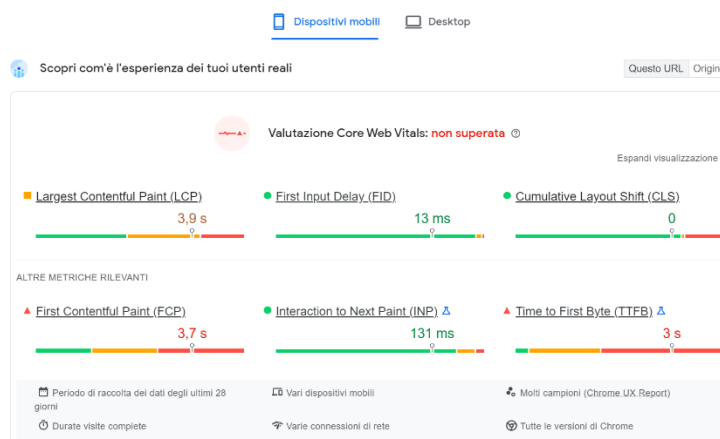 Dispositivi mobili
Desktop
Scopri com'è l'esperienza dei tuoi utenti reali
Questo URL
Valutazione Core Web Vitals: non superata
Espandi visualizzazione
Largest Contentful Paint (LCP)
3,9 s
First Input Delay (FID)
13 ms
Cumulative Layout Shift (CLS)
0
ALTRE METRICHE RILEVANTI
First Contentful Paint (FCP)
3,7 s
Interaction to Next Paint (INP)
131 ms
Time to First Byte (TTFB)
3 s
Periodo di raccolta dei dati degli ultimi 28
giorni
Vari dispositivi mobili
Molti campioni (Chrome UX Report)
Durate visite complete
Varie connessioni di rete
Tutte le versioni di Chrome